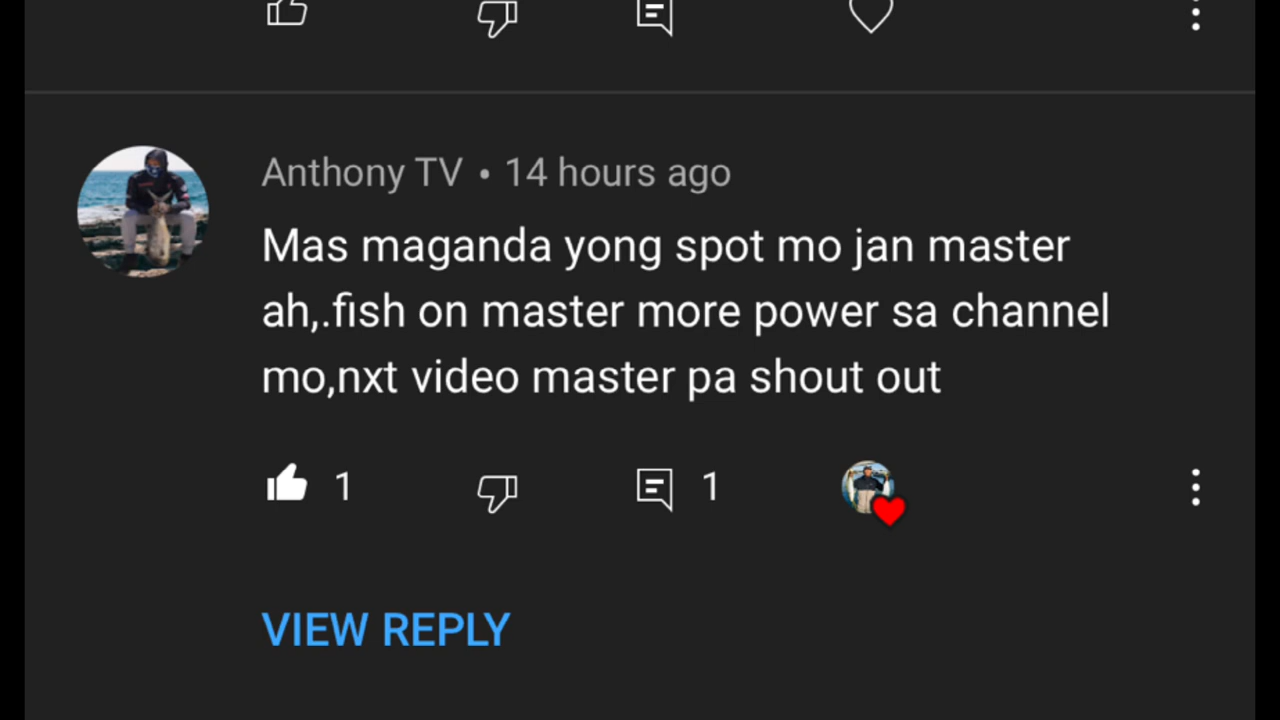 Anthony TV • 14 hours ago
Mas maganda yong spot mo jan master
ah,.fish on master more power sa channel
mo,nxt video master pa shout out
1 1
VIEW REPLY